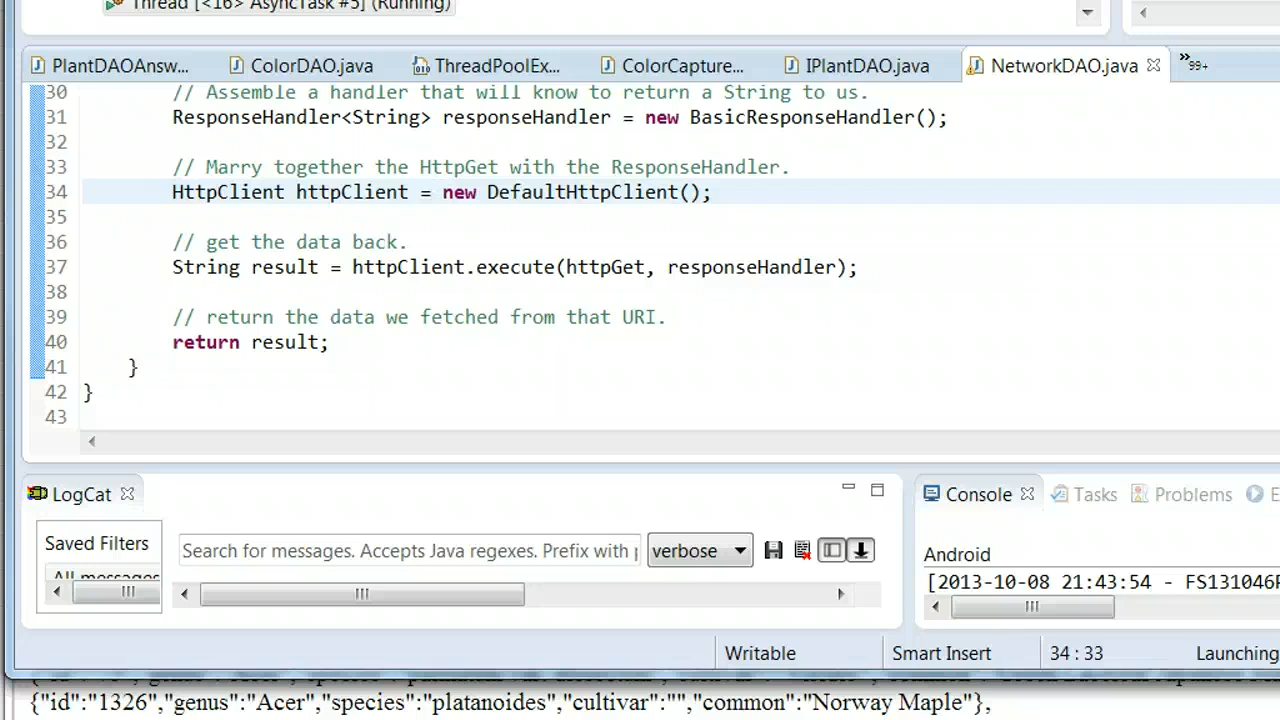 Thread [<16> AsyncTask #5] (Running)
PlantDAOAnsw... ColorDAO.java ThreadPoolEx... ColorCapture... IPlantDAO.java NetworkDAO.java 99+
30 // Assemble a handler that will know to return a String to us.
31 ResponseHandler<String> responseHandler = new BasicResponseHandler();
32
33 // Marry together the HttpGet with the ResponseHandler.
34 HttpClient httpClient = new DefaultHttpClient();
35
36 // get the data back.
37 String result = httpClient.execute(httpGet, responseHandler);
38
39 // return the data we fetched from that URI.
40 return result;
41 }
42 }
43
LogCat
Console Tasks Problems E
Saved Filters
All messages
Search for messages. Accepts Java regexes. Prefix with
verbose
Android
[2013-10-08 21:43:54 - FS131046
Writable Smart Insert 34 : 33 Launching
{"id":"1326","genus":"Acer","species":"platanoides","cultivar":"","common":"Norway Maple"},